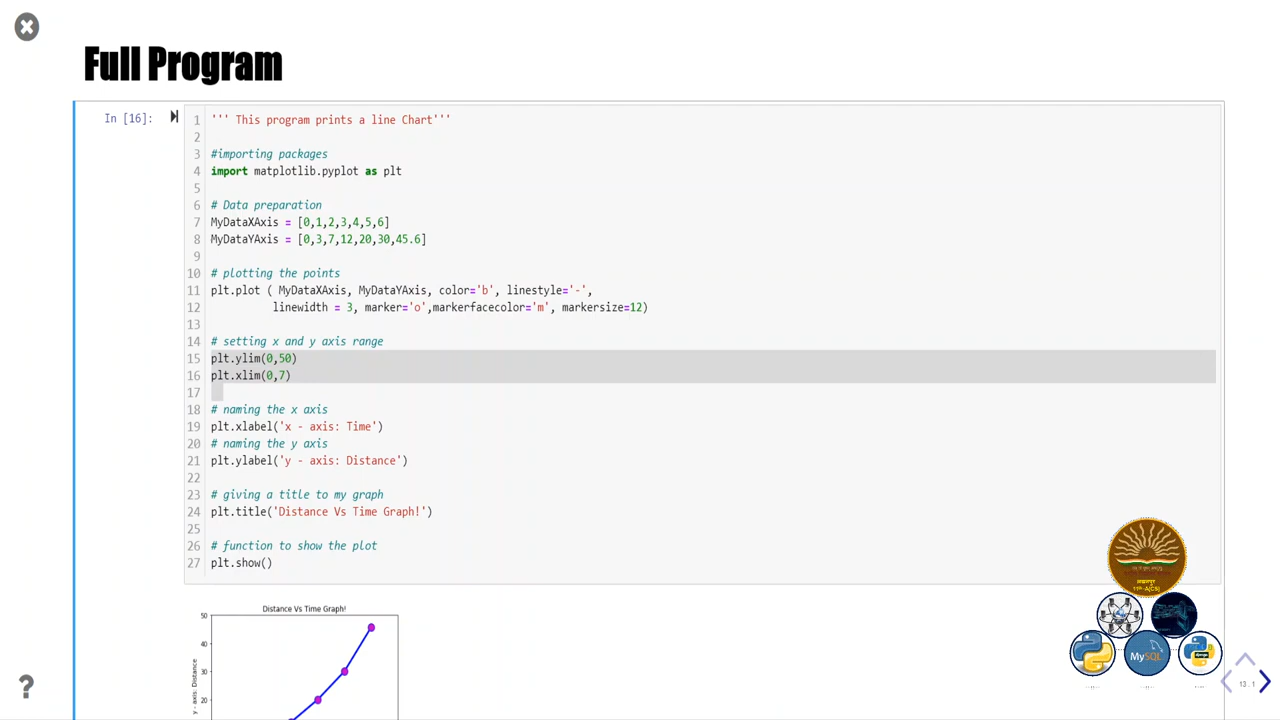 Full Program
In [16]:
1 ''' This program prints a line Chart'''
2
3 #importing packages
4 import matplotlib.pyplot as plt
5
6 # Data preparation
7 MyDataXAxis = [0,1,2,3,4,5,6]
8 MyDataYAxis = [0,3,7,12,20,30,45.6]
9
10 # plotting the points
11 plt.plot ( MyDataXAxis, MyDataYAxis, color='b', linestyle='-',
12 linewidth = 3, marker='o',markerfacecolor='m', markersize=12)
13
14 # setting x and y axis range
15 plt.ylim(0,50)
16 plt.xlim(0,7)
17
18 # naming the x axis
19 plt.xlabel('x - axis: Time')
20 # naming the y axis
21 plt.ylabel('y - axis: Distance')
22
23 # giving a title to my graph
24 plt.title('Distance Vs Time Graph!')
25
26 # function to show the plot
27 plt.show()
Distance Vs Time Graph!
50
40
30
20
y - axis: Distance
MySQL
13.1
?